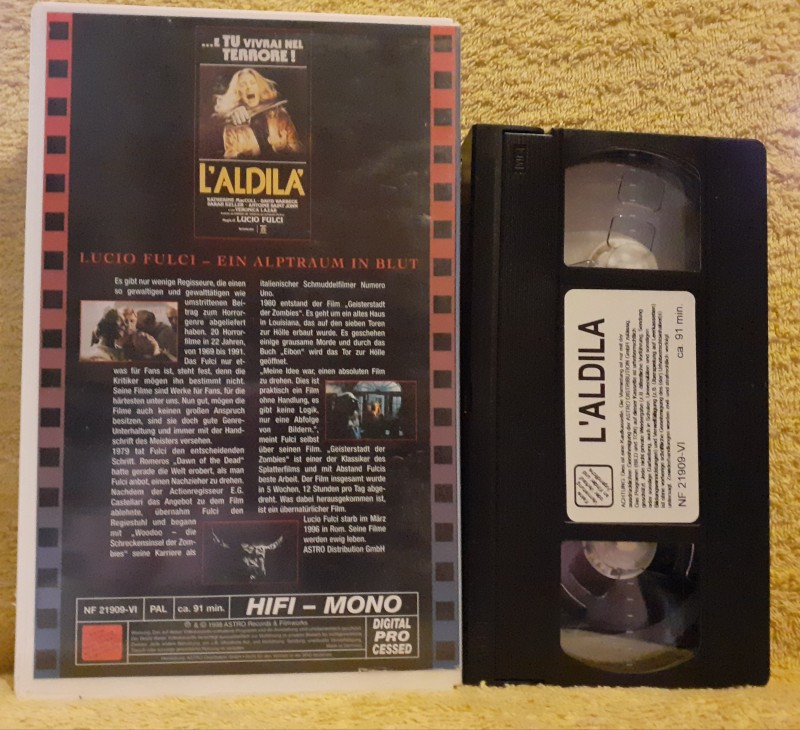 ...E TU VIVRAI NEL
TERRORE!
L'ALDILÀ
KATHERINE MacCOLL · DAVID WARBECK
SARAH KELLER · ANTOINE SAINT JOHN
VERONICA LAZAR
LUCIO FULCI
LUCIO FULCI – EIN ALPTRAUM IN BLUT
Es gibt nur wenige Regisseure, die einen
so gewaltigen und gewalttätigen wie
umstrittenen Bei-
trag zum Horror-
genre abgeliefert
haben. 20 Horror-
filme in 22 Jahren,
von 1969 bis 1991.
Das Fulci nur et-
was für Fans ist, steht fest, denn die
Kritiker mögen ihn bestimmt nicht.
Seine Filme sind Werke für Fans, für die
härtesten unter uns. Nun gut, mögen die
Filme auch keinen großen Anspruch
besitzen, sind sie doch gute Genre-
Unterhaltung und immer mit der Hand-
schrift des Meisters versehen.
1979 tat Fulci den entscheidenden
Schritt. Romeros „Dawn of the Dead"
hatte gerade die Welt erobert, als man
Fulci anbot, einen Nachzieher zu drehen.
Nachdem der Actionregisseur E.G.
Castellari das Angebot zu dem Film
ablehnte, übernahm Fulci den
Regiestuhl und begann
mit „Woodoo – die
Schreckensinsel der Zom-
bies" seine Karriere als
italienischer Schmuddelfilmer Numero
Uno.
1980 entstand der Film „Geisterstadt
der Zombies". Es geht um ein altes Haus
in Louisiana, das auf den sieben Toren
zur Hölle erbaut wurde. Es geschehen
einige grausame Morde und durch das
Buch „Eibon" wird das Tor zur Hölle
geöffnet.
„Meine Idee war, einen absoluten Film
zu drehen. Dies ist
praktisch ein Film
ohne Handlung, es
gibt keine Logik,
nur eine Abfolge
von Bildern.",
meint Fulci selbst
über seinen Film. „Geisterstadt der
Zombies" ist einer der Klassiker des
Splatterfilms und mit Abstand Fulcis
beste Arbeit. Der Film insgesamt wurde
in 5 Wochen, 12 Stunden pro Tag abge-
dreht. Was dabei herausgekommen ist,
ist ein übernatürlicher Film.
Lucio Fulci starb im März
1996 in Rom. Seine Filme
werden ewig leben.
ASTRO Distribution GmbH
NF 21909-VI
PAL
ca. 91 min.
HIFI – MONO
℗ & © 1998 ASTRO Records & Filmworks
DIGITAL
PRO
CESSED
L'ALDILA
NF 21909-VI
ca. 91 min.